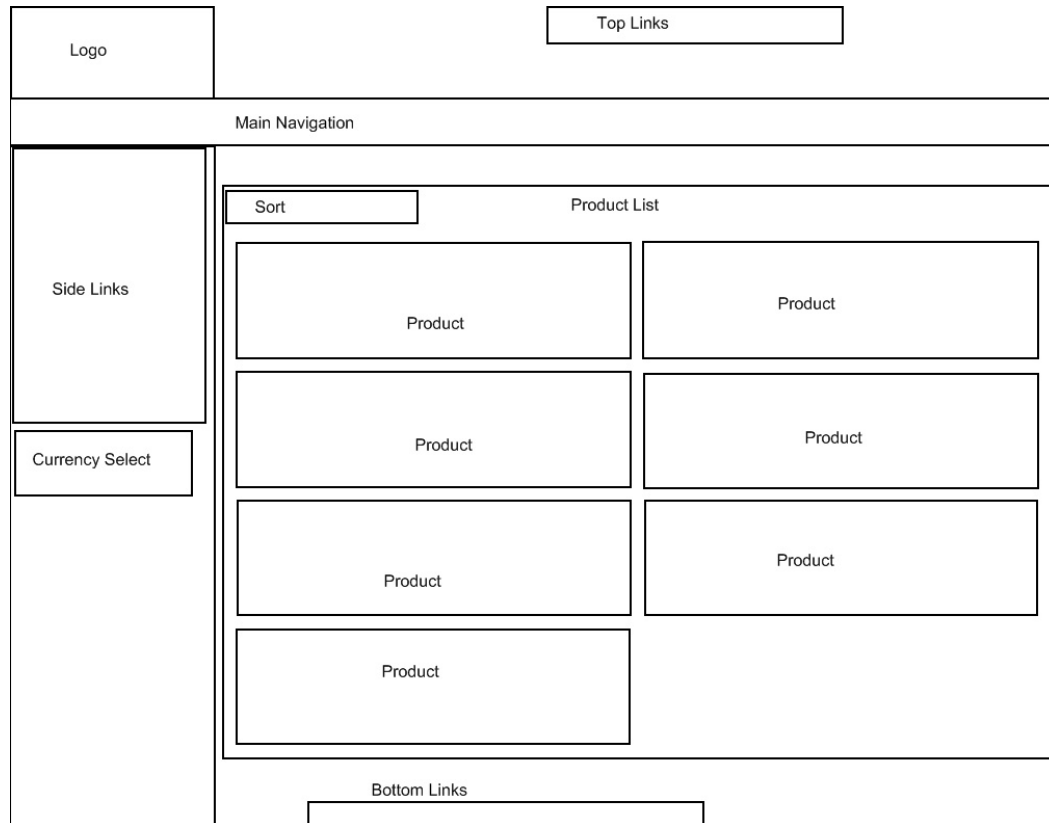 Logo
Top Links
Main Navigation
Side Links
Currency Select
Sort
Product List
Product
Product
Product
Product
Product
Product
Product
Bottom Links